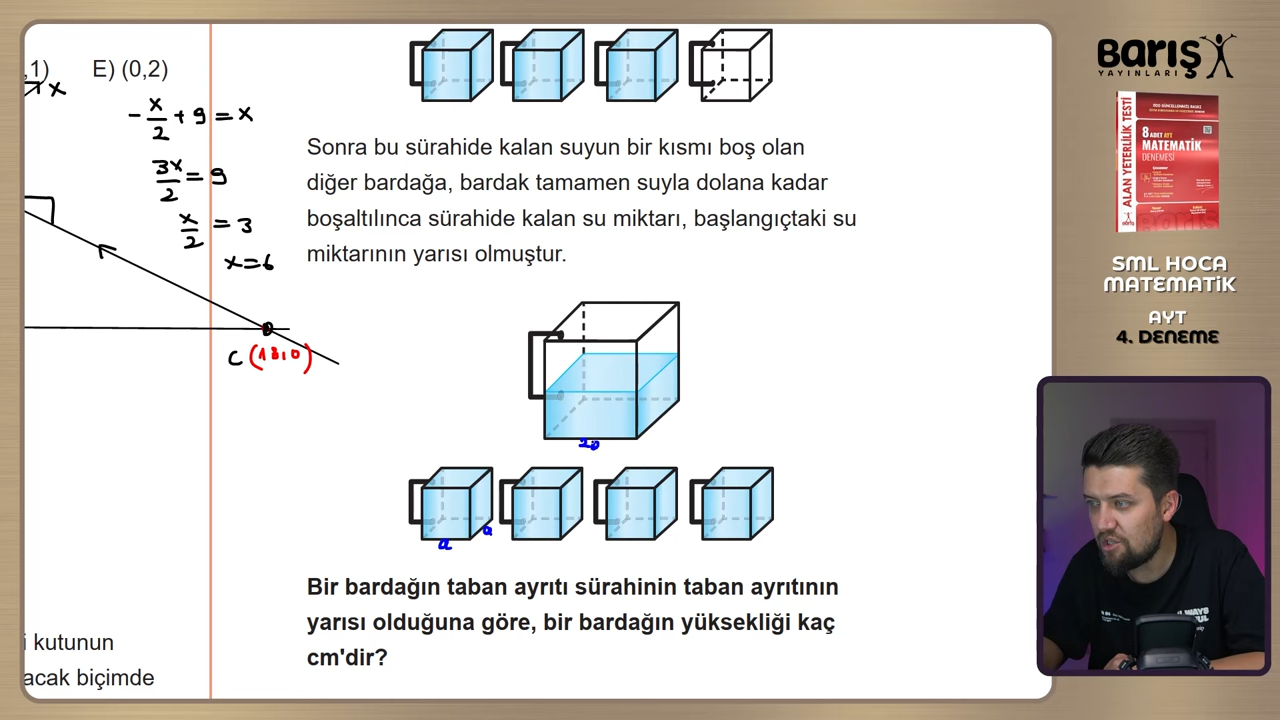 ,1) E) (0,2)
x
-x/2 + 9 = x
3x/2 = 9
x/2 = 3
x=6
C (18,0)
i kutunun
acak biçimde
Sonra bu sürahide kalan suyun bir kısmı boş olan
diğer bardağa, bardak tamamen suyla dolana kadar
boşaltılınca sürahide kalan su miktarı, başlangıçtaki su
miktarının yarısı olmuştur.
a
a
Bir bardağın taban ayrıtı sürahinin taban ayrıtının
yarısı olduğuna göre, bir bardağın yüksekliği kaç
cm'dir?
BARIŞ
YAYINLARI
ALAN YETERLİLİK TESTİ
8 ADET AYT
MATEMATİK
DENEMESİ
SML HOCA
MATEMATİK
AYT
4. DENEME